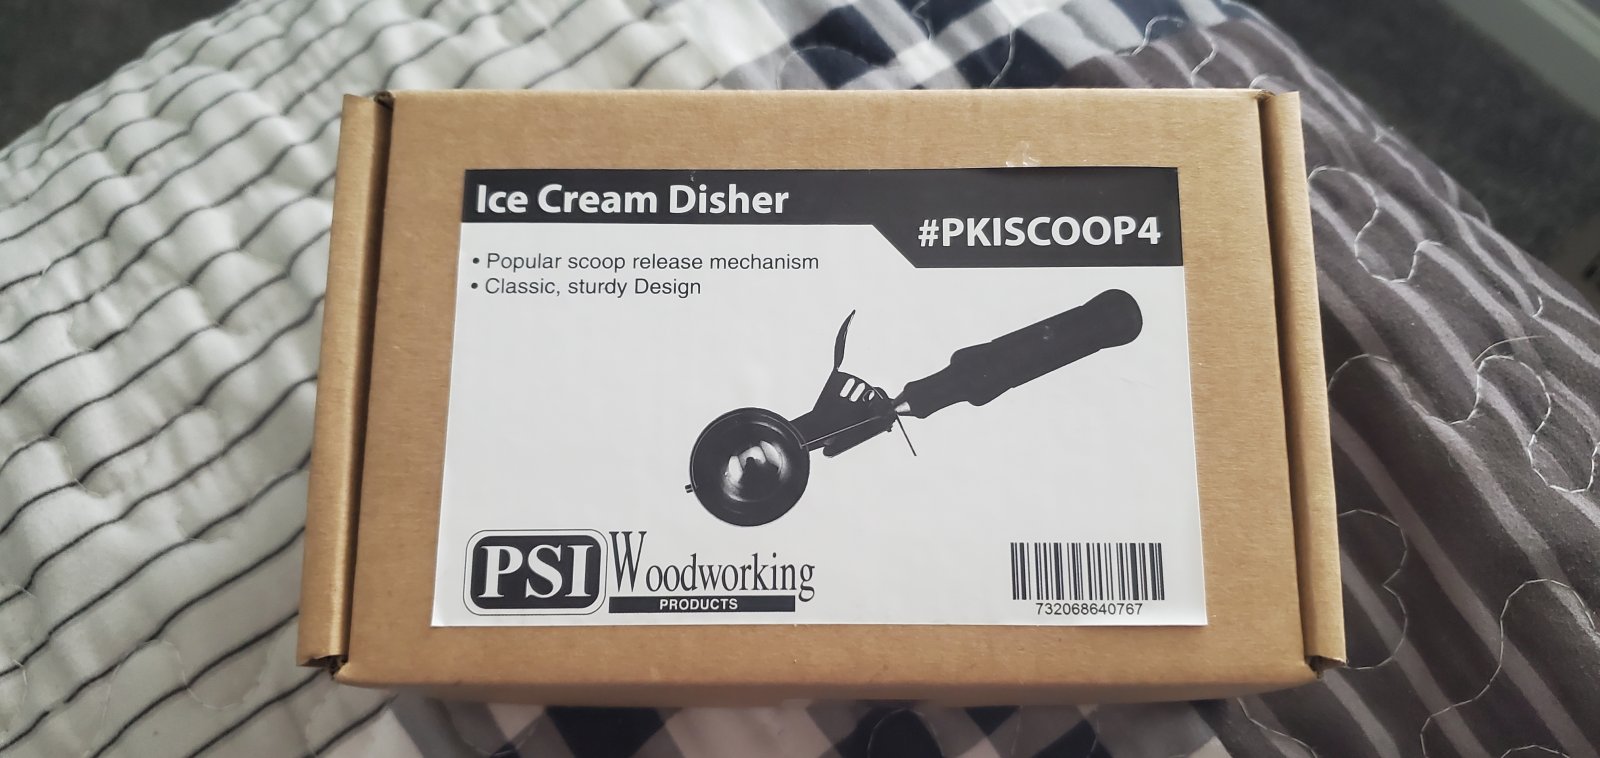 Ice Cream Disher
#PKISCOOP4
• Popular scoop release mechanism
• Classic, sturdy Design
PSI Woodworking
PRODUCTS
732068640767